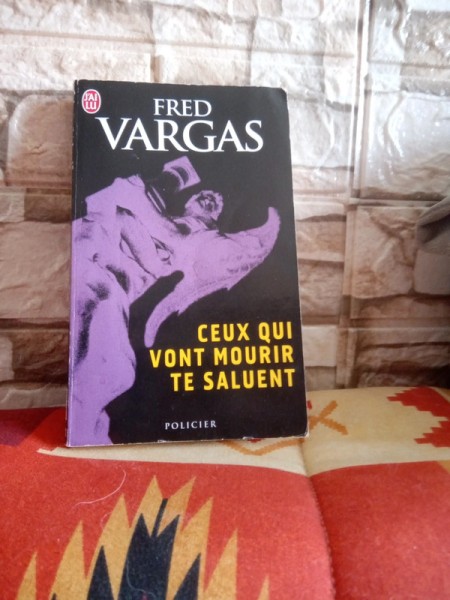 J'AI
LU
FRED
VARGAS
CEUX QUI
VONT MOURIR
TE SALUENT
POLICIER